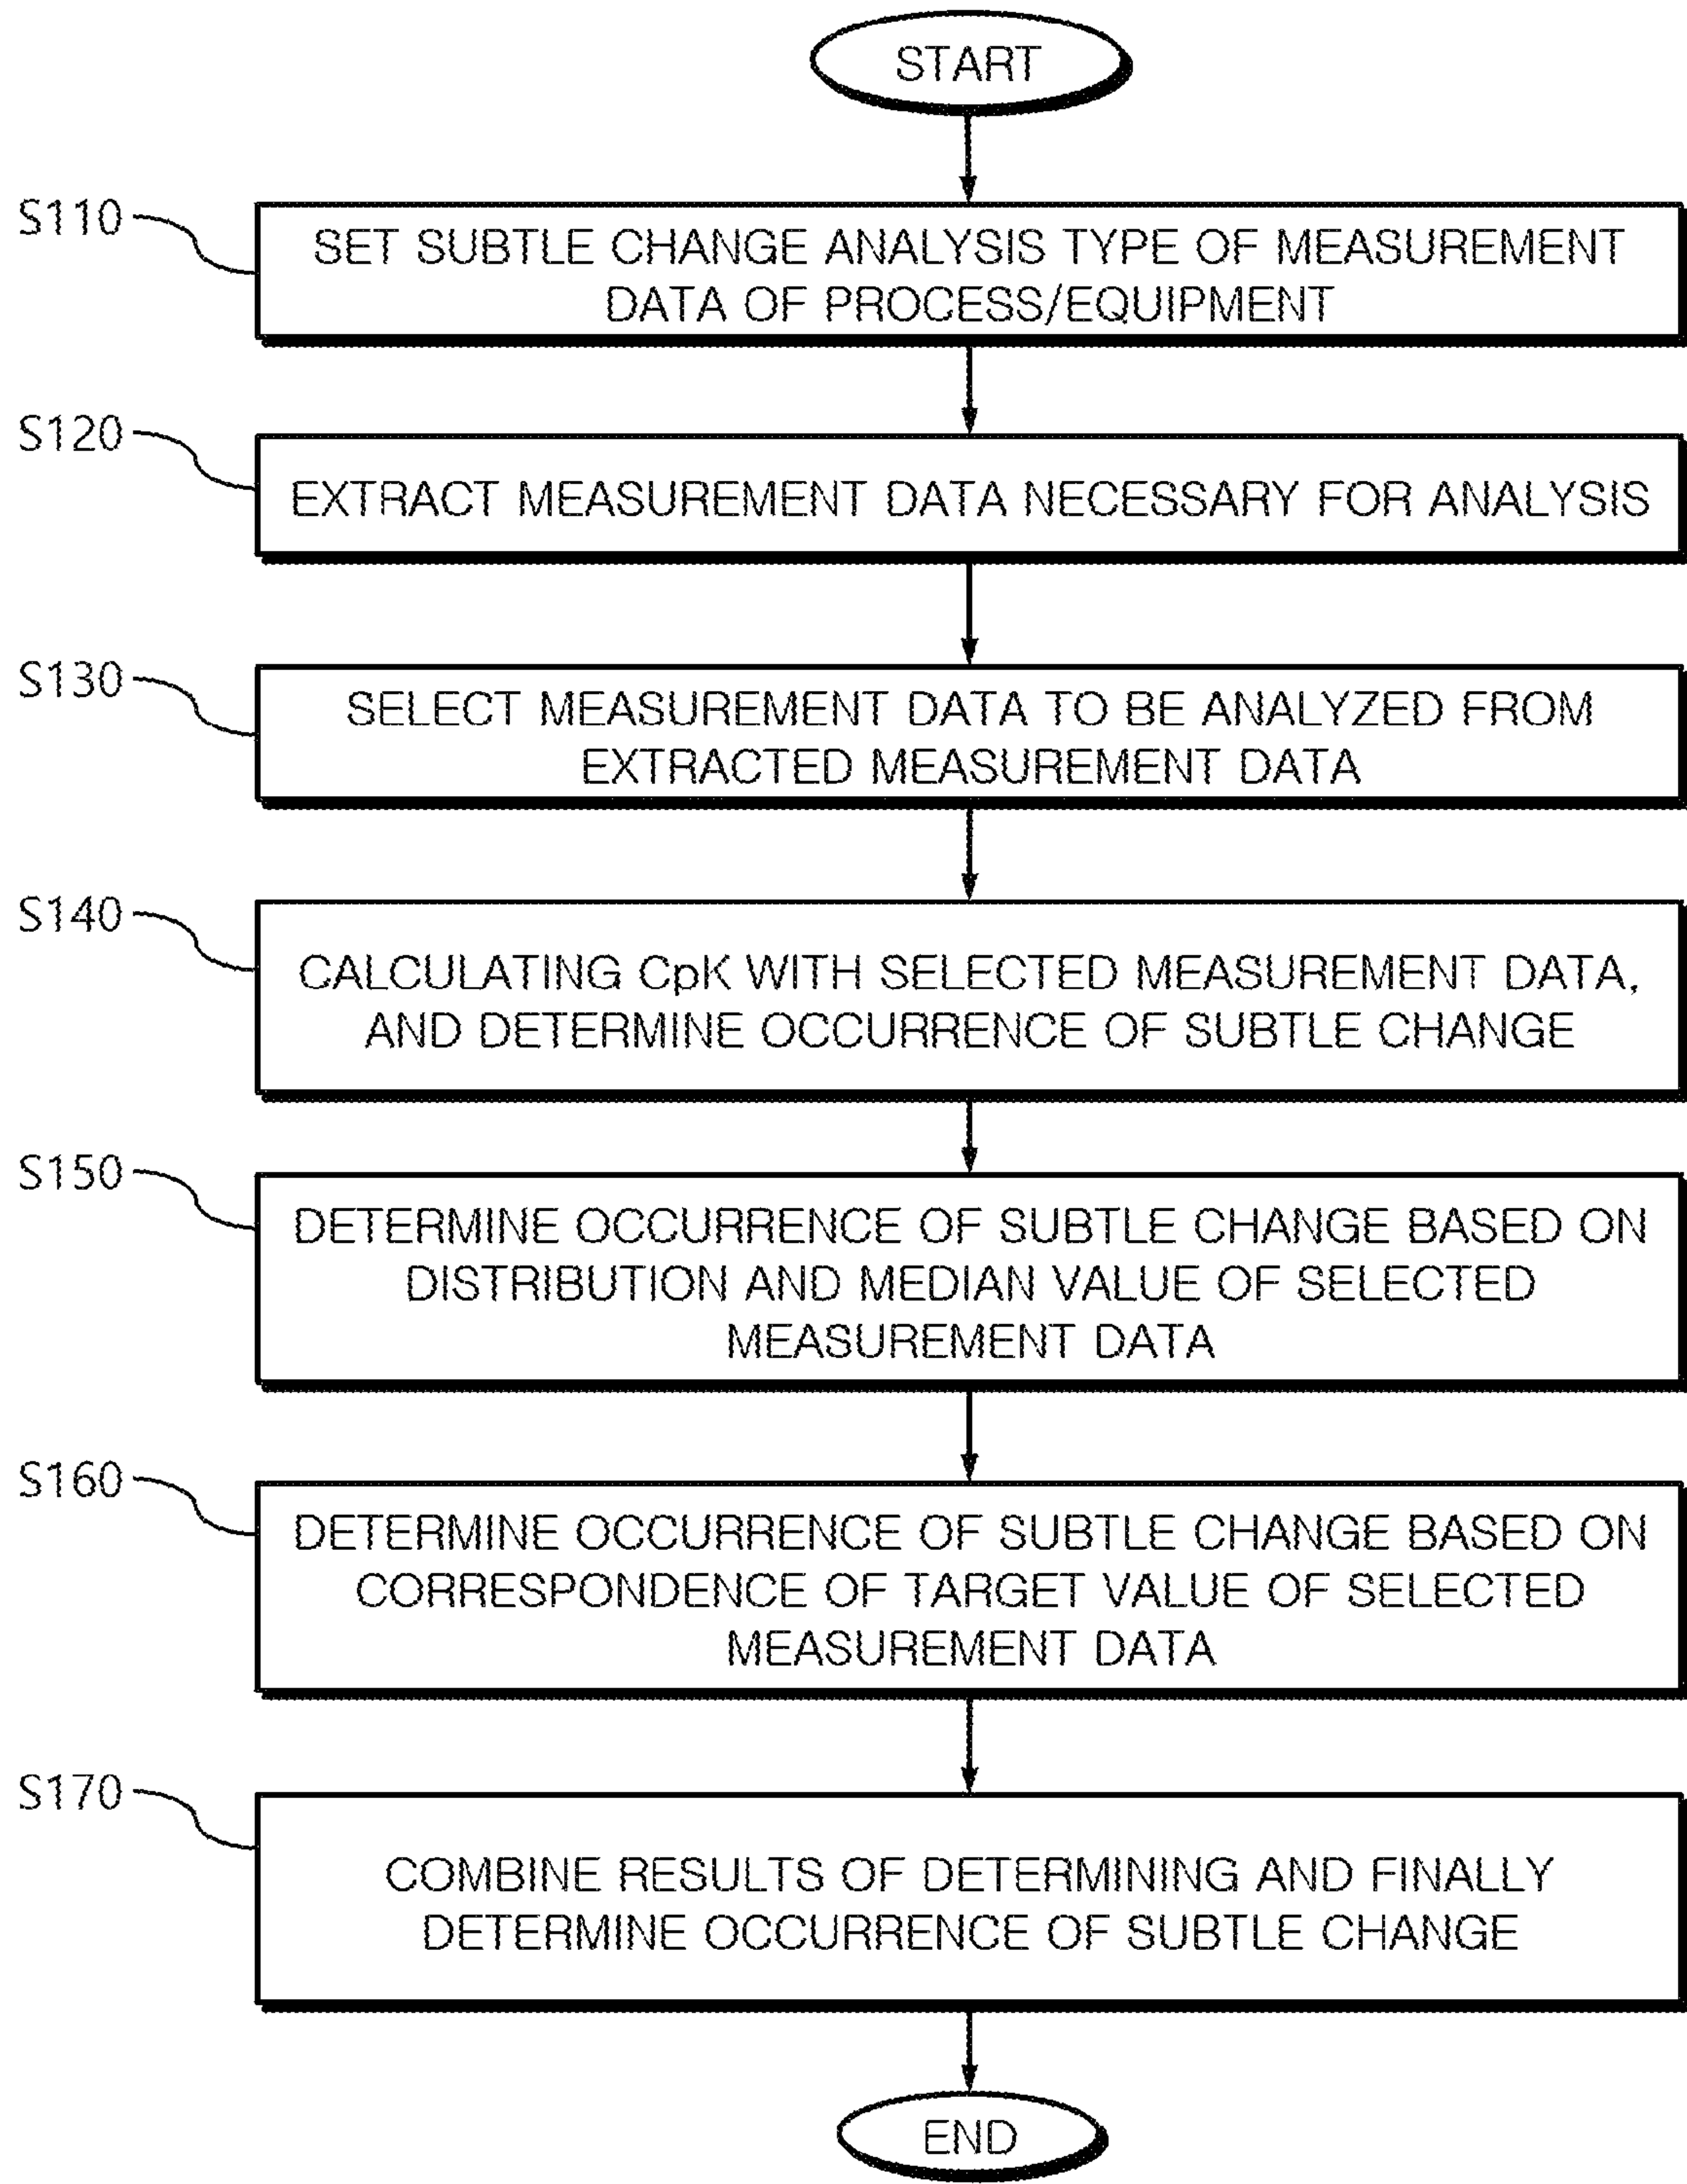 START
S110
SET SUBTLE CHANGE ANALYSIS TYPE OF MEASUREMENT
DATA OF PROCESS/EQUIPMENT
S120
EXTRACT MEASUREMENT DATA NECESSARY FOR ANALYSIS
S130
SELECT MEASUREMENT DATA TO BE ANALYZED FROM
EXTRACTED MEASUREMENT DATA
S140
CALCULATING CpK WITH SELECTED MEASUREMENT DATA,
AND DETERMINE OCCURRENCE OF SUBTLE CHANGE
S150
DETERMINE OCCURRENCE OF SUBTLE CHANGE BASED ON
DISTRIBUTION AND MEDIAN VALUE OF SELECTED
MEASUREMENT DATA
S160
DETERMINE OCCURRENCE OF SUBTLE CHANGE BASED ON
CORRESPONDENCE OF TARGET VALUE OF SELECTED
MEASUREMENT DATA
S170
COMBINE RESULTS OF DETERMINING AND FINALLY
DETERMINE OCCURRENCE OF SUBTLE CHANGE
END